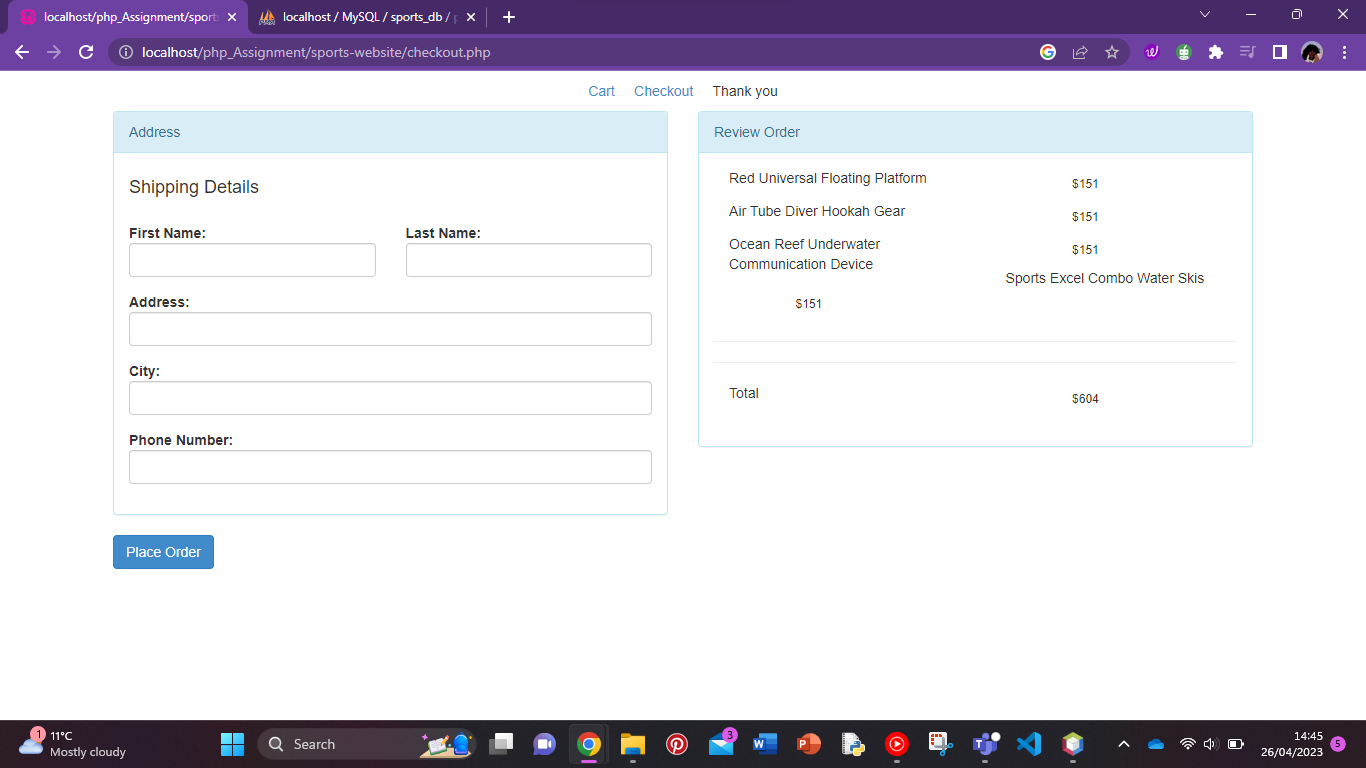 localhost/php_Assignment/sport
localhost / MySQL / sports_db / p
localhost/php_Assignment/sports-website/checkout.php
Cart Checkout Thank you
Address
Shipping Details
First Name:
Last Name:
Address:
City:
Phone Number:
Place Order
Review Order
Red Universal Floating Platform
$151
Air Tube Diver Hookah Gear
$151
Ocean Reef Underwater
Communication Device
$151
Sports Excel Combo Water Skis
$151
Total
$604
1
11°C
Mostly cloudy
Search
3
14:45
26/04/2023
5